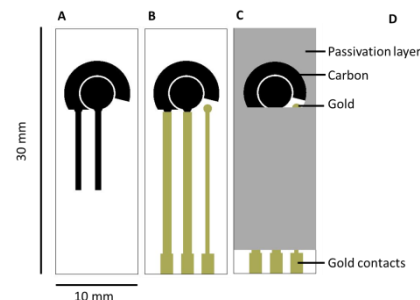 A B C D
Passivation layer
Carbon
Gold
30 mm
Gold contacts
10 mm